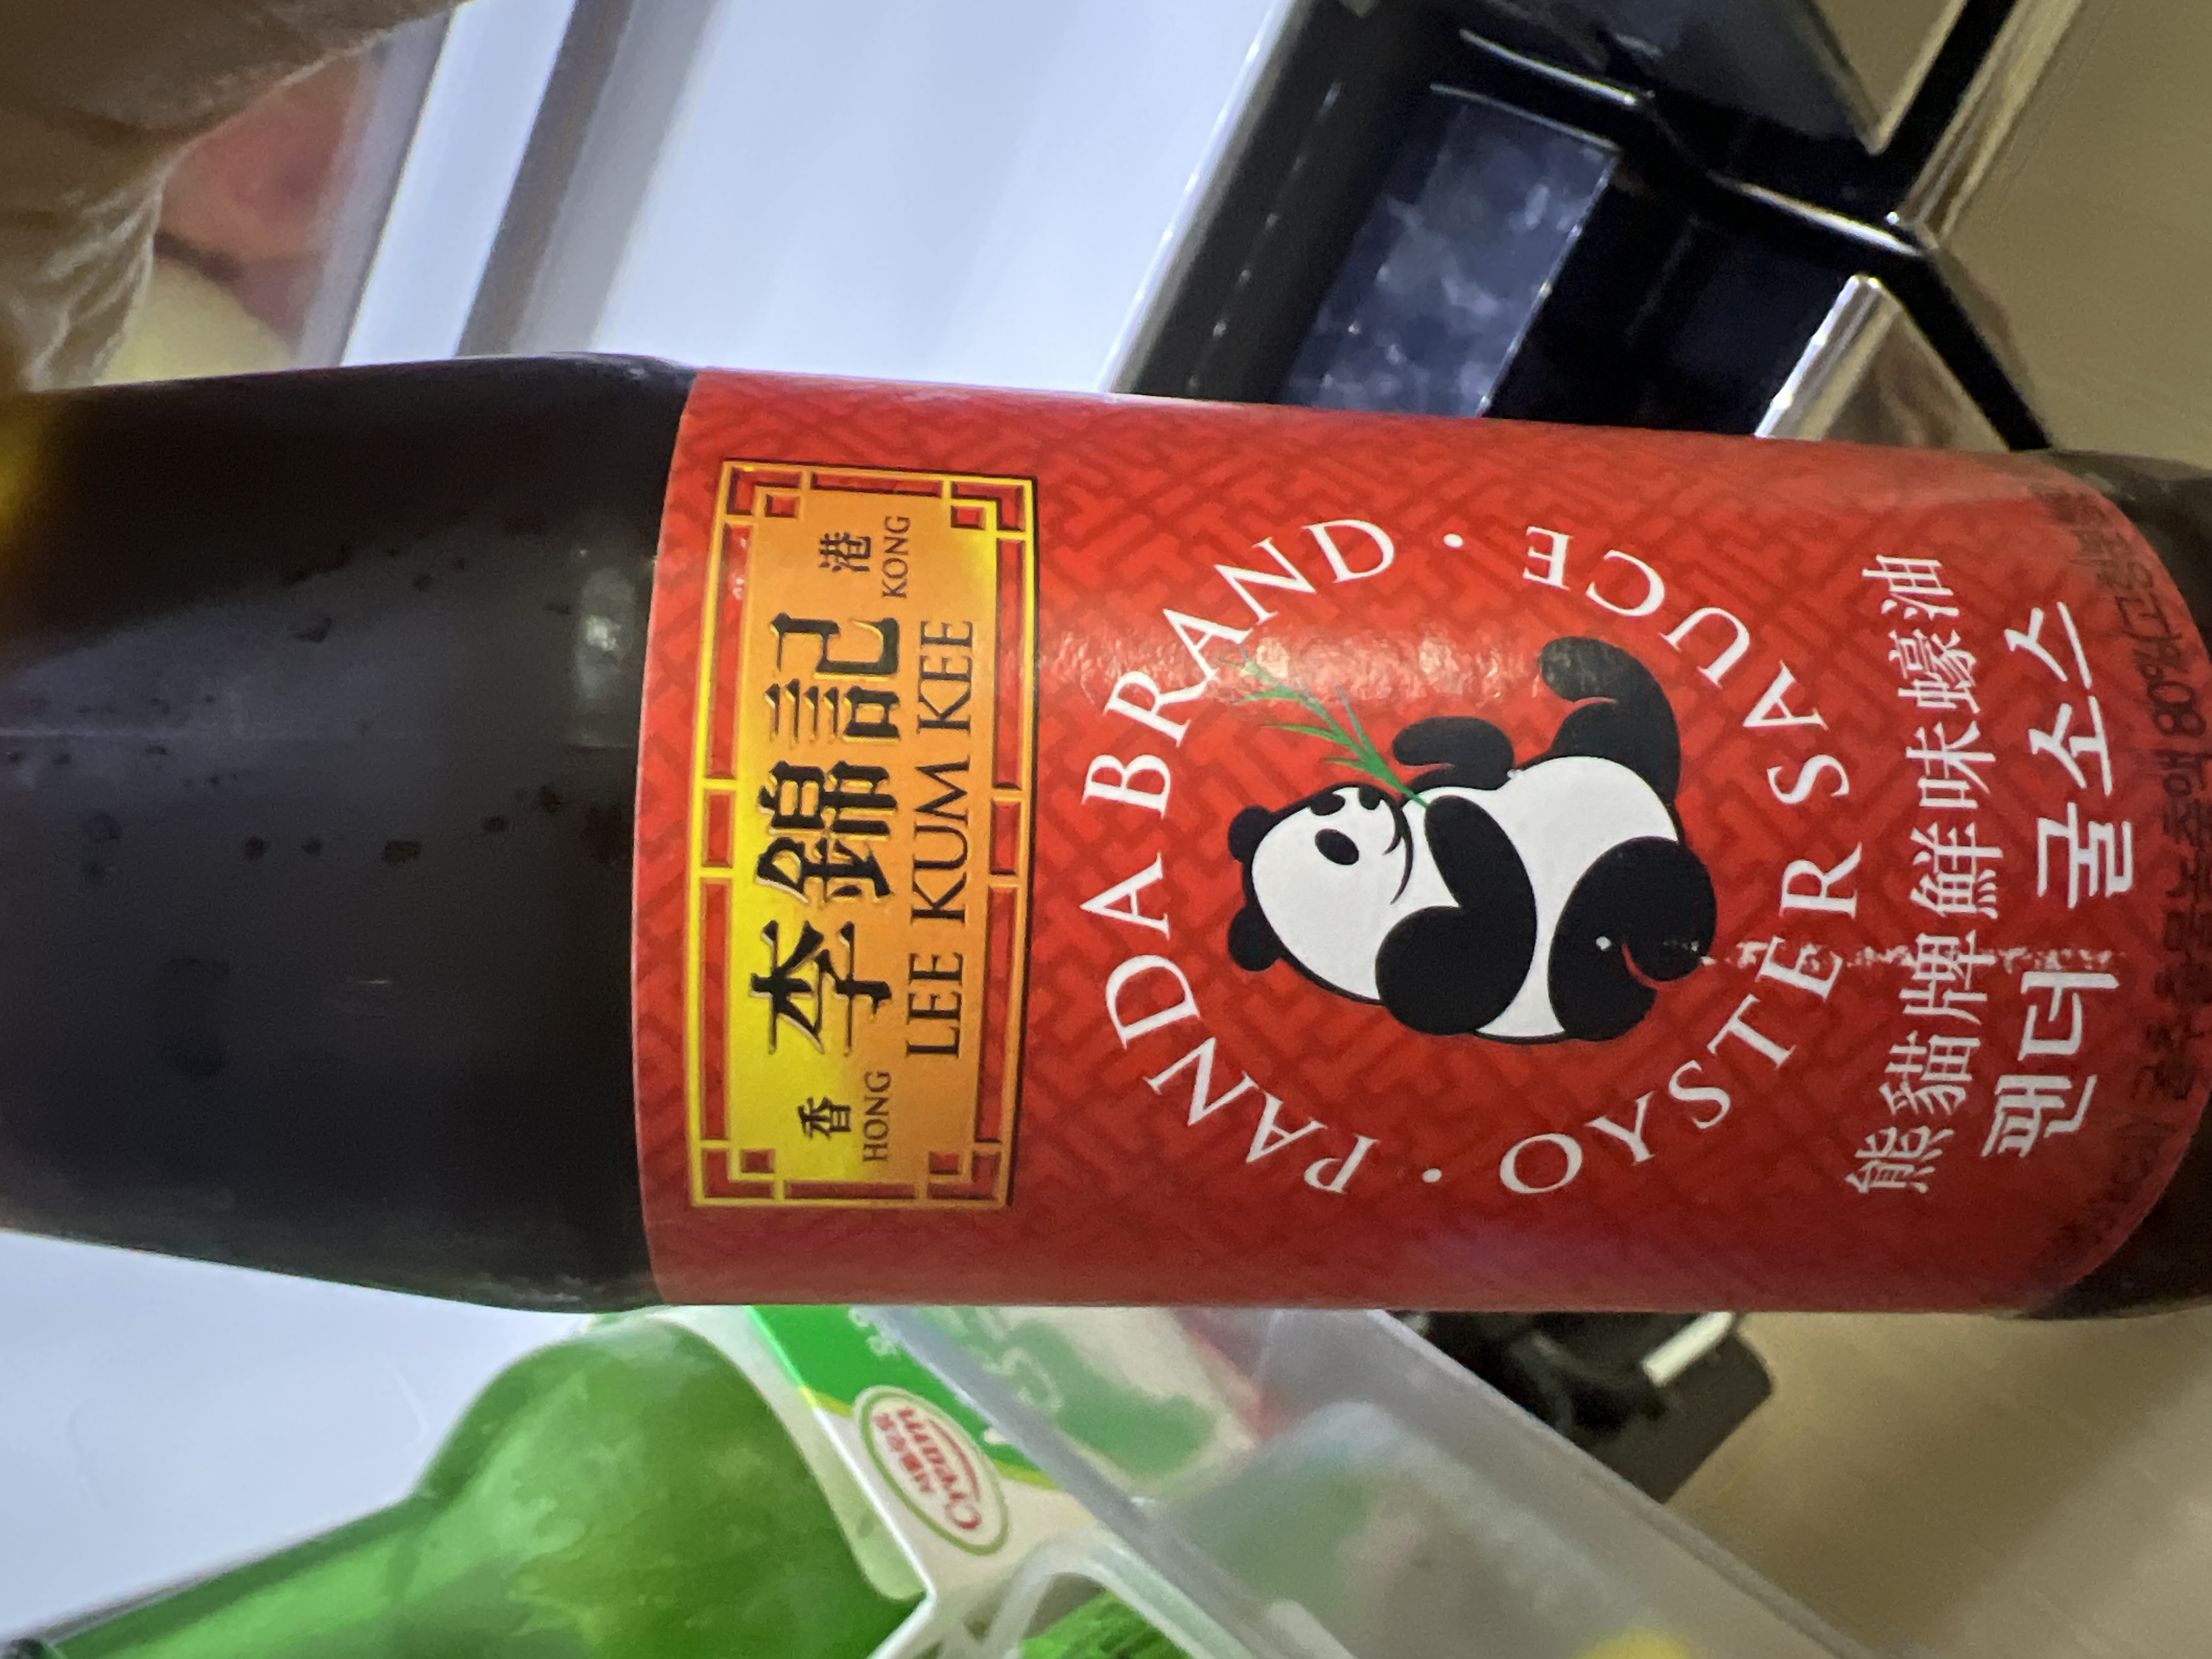 李錦記
香 港
HONG KONG
LEE KUM KEE
PANDA BRAND
OYSTER SAUCE
熊貓牌鮮味蠔油
팬더 굴소스
Cream